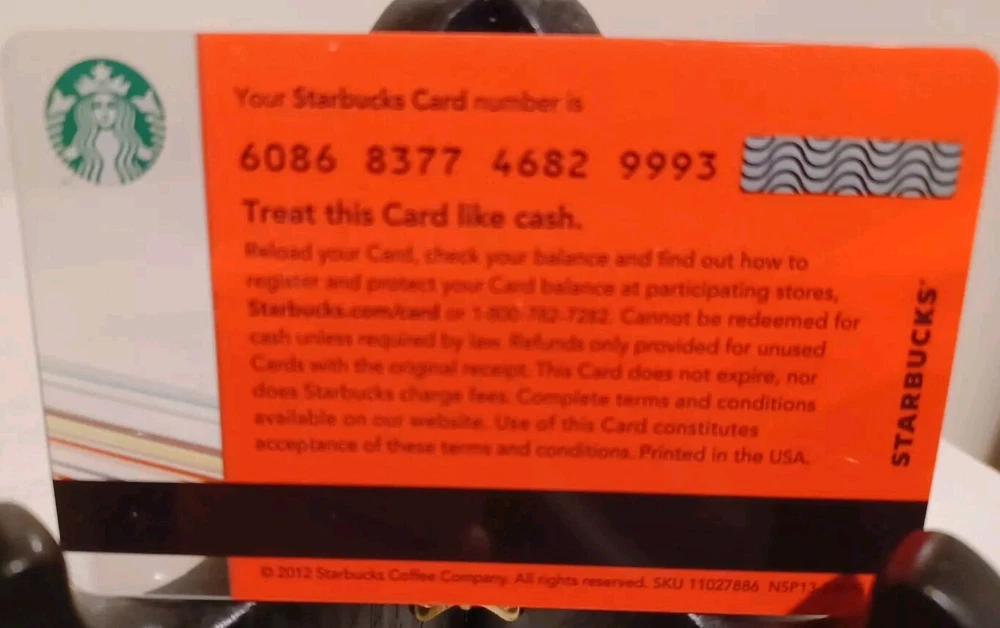 Your Starbucks Card number is
6086 8377 4682 9993
Treat this Card like cash.
Reload your Card, check your balance and find out how to
register and protect your Card balance at participating stores,
Starbucks.com/card or 1-800-782-7282. Cannot be redeemed for
cash unless required by law. Refunds only provided for unused
Cards with the original receipt. This Card does not expire, nor
does Starbucks charge fees. Complete terms and conditions
available on our website. Use of this Card constitutes
acceptance of these terms and conditions. Printed in the USA.
STARBUCKS®
© 2012 Starbucks Coffee Company. All rights reserved. SKU 11027886